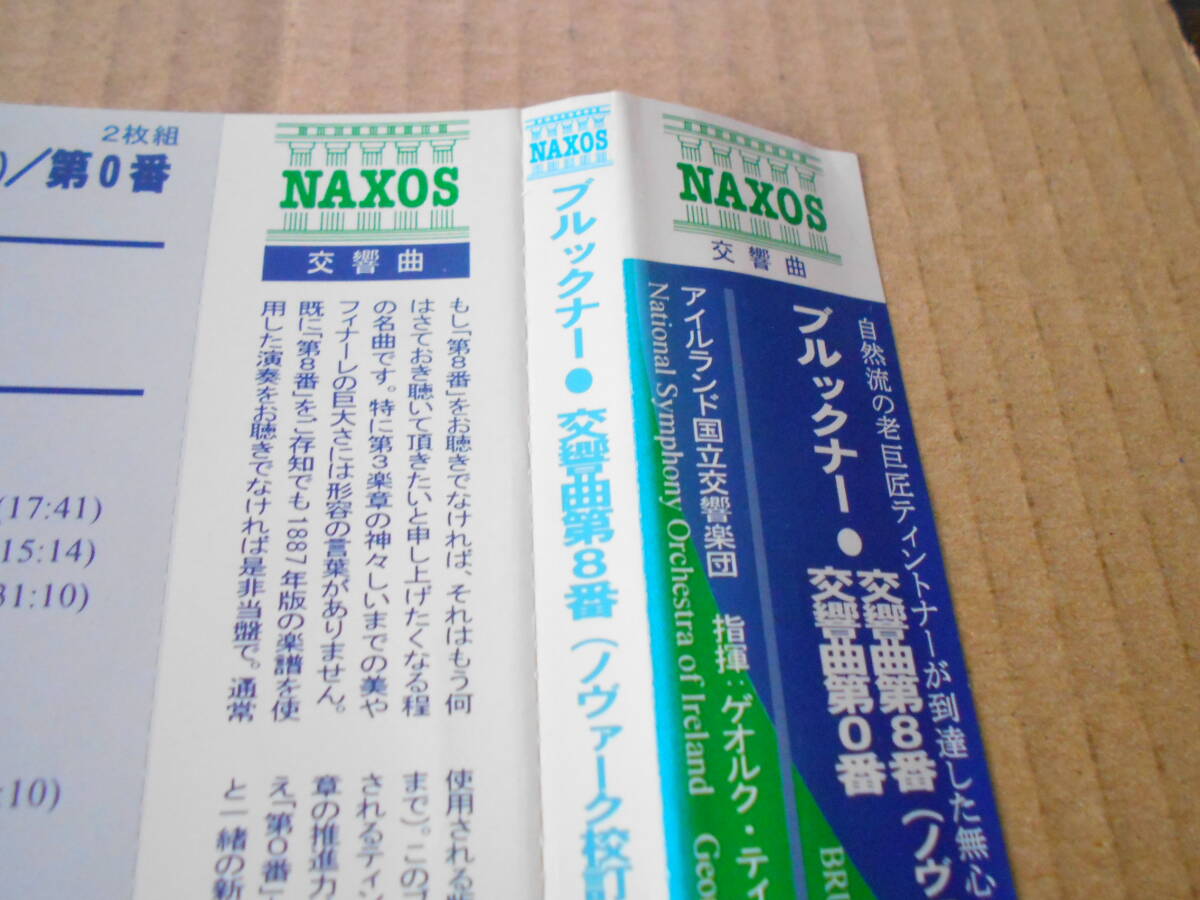 2枚組
)/第0番
(17:41)
15:14)
31:10)
:10)
NAXOS
交響曲
もし「第8番」をお聴きでなければ、それはもう何
はさておき聴いて頂きたいと申し上げたくなる程
の名曲です。特に第3楽章の神々しいまでの美や
フィナーレの巨大さには形容の言葉がありません。
既に「第8番」をご存知でも1887年版の楽譜を使
用した演奏をお聴きでなければ是非当盤で。通常
使用される
まで)。この
されるティン
章の推進力
え「第0番」
と一緒の新
NAXOS
ブルックナー●交響曲第8番(ノヴァーク校訂
NAXOS
交響曲
自然流の老巨匠ティントナーが到達した無心
ブルックナー●交響曲第8番(ノヴ
交響曲第0番
BRU
アイルランド国立交響楽団 指揮:ゲオルク・ティ
National Symphony Orchestra of Ireland Geo